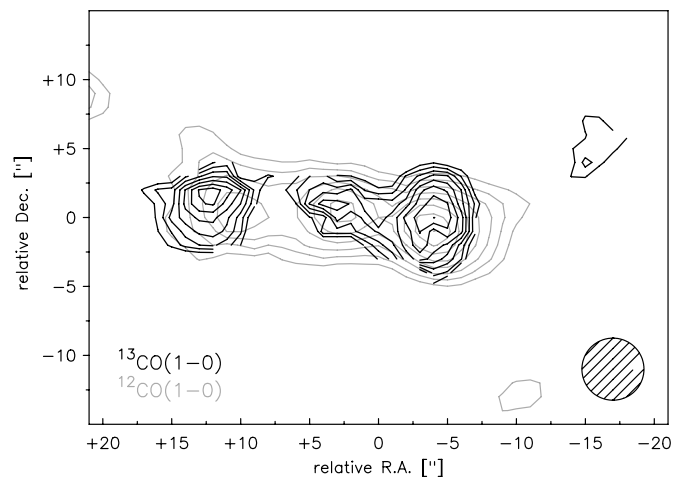 +10
+5
0
−5
−10
relative Dec. ["]
¹³CO(1−0)
¹²CO(1−0)
+20 +15 +10 +5 0 −5 −10 −15 −20
relative R.A. ["]